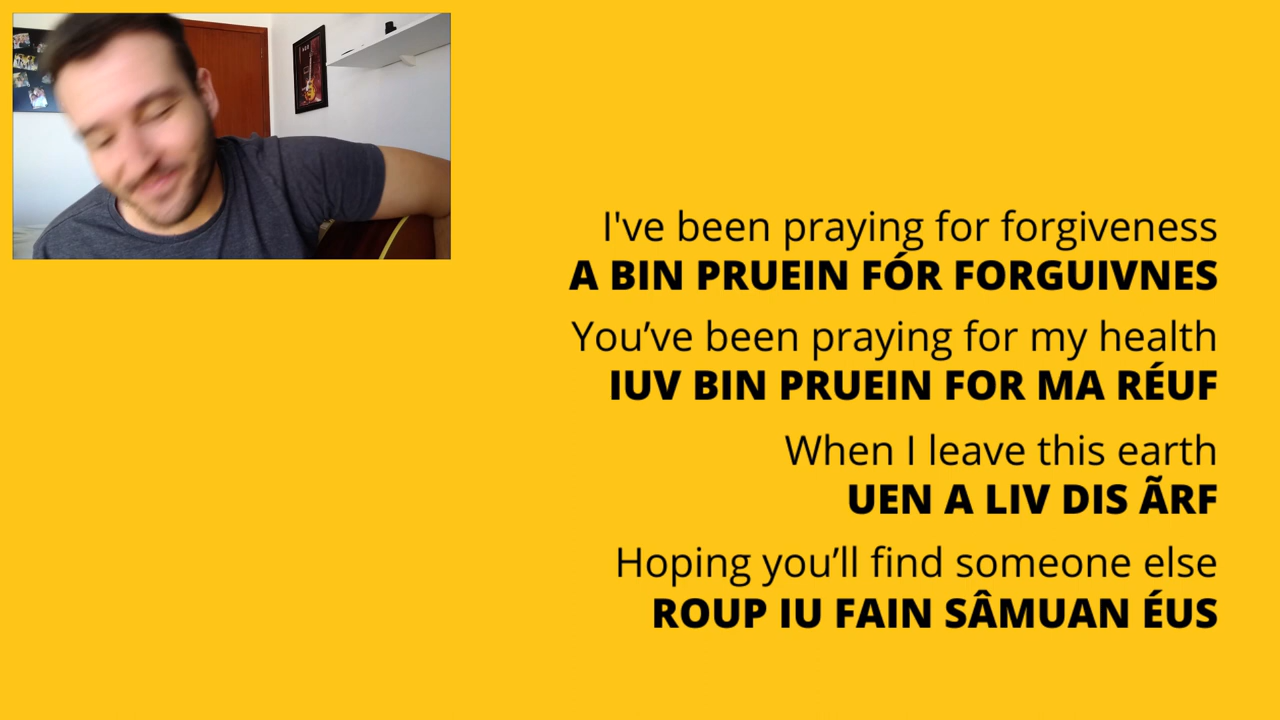 I've been praying for forgiveness
A BIN PRUEIN FÓR FORGUIVNES
You’ve been praying for my health
IUV BIN PRUEIN FOR MA RÉUF
When I leave this earth
UEN A LIV DIS ÃRF
Hoping you’ll find someone else
ROUP IU FAIN SÂMUAN ÉUS